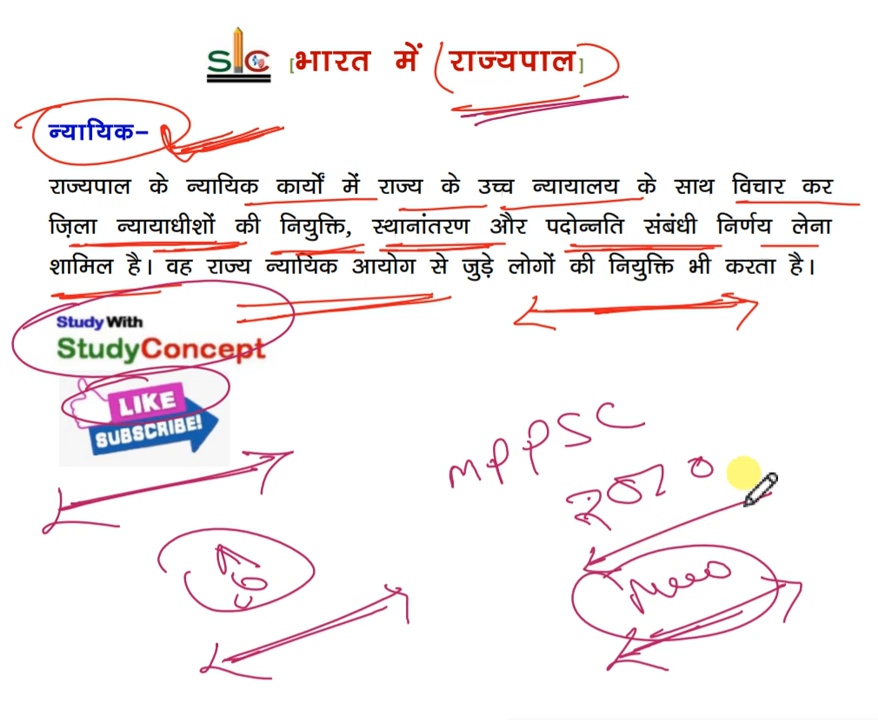 SIC [भारत में (राज्यपाल]
न्यायिक-
राज्यपाल के न्यायिक कार्यों में राज्य के उच्च न्यायालय के साथ विचार कर
ज़िला न्यायाधीशों की नियुक्ति, स्थानांतरण और पदोन्नति संबंधी निर्णय लेना
शामिल है। वह राज्य न्यायिक आयोग से जुड़े लोगों की नियुक्ति भी करता है।
Study With
StudyConcept
LIKE
SUBSCRIBE!
MPPSC
2020